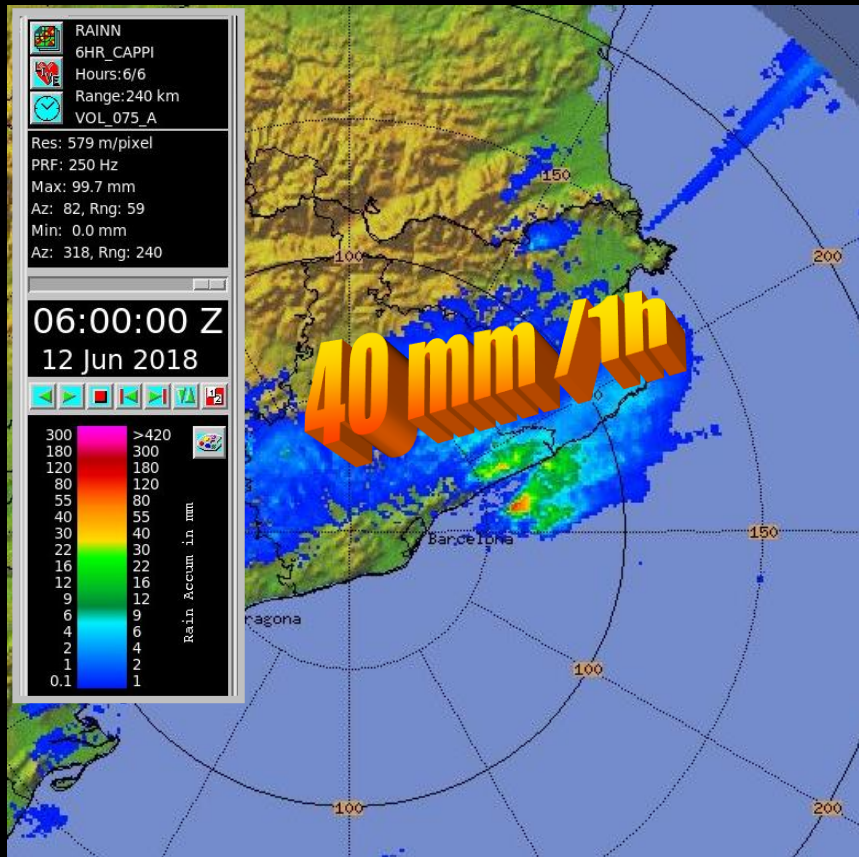 RAINN
6HR_CAPPI
Hours:6/6
Range:240 km
VOL_075_A
Res: 579 m/pixel
PRF: 250 Hz
Max: 99.7 mm
Az: 82, Rng: 59
Min: 0.0 mm
Az: 318, Rng: 240
06:00:00 Z
12 Jun 2018
300 >420
180 300
120 180
80 120
55 80
40 55
30 40
22 30
16 22
12 16
9 12
6 9
4 6
2 4
1 2
0.1 1
Rain Accum in mm
150
200
100
40 mm /1h
Barcelona
150
ragona
100
100
200